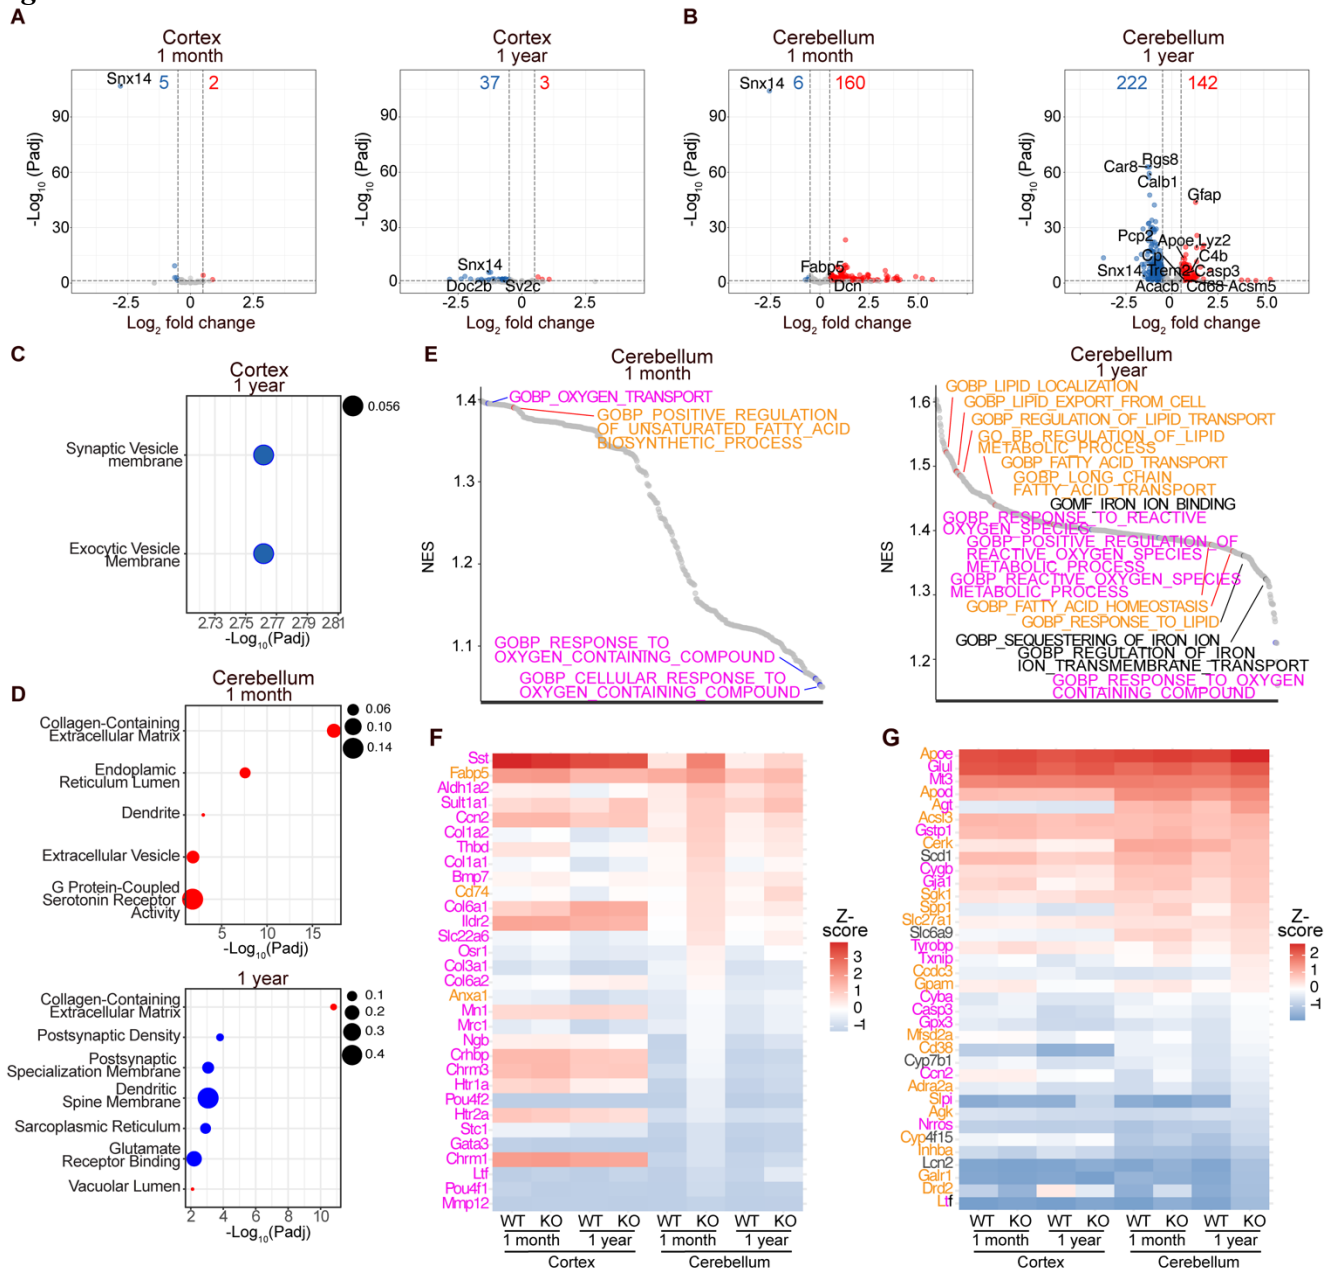 A
Cortex
1 month
Snx14
5
2
90
60
30
0
-Log10 (Padj)
-2.5
0
2.5
Log2 fold change
Cortex
1 year
37
3
90
60
30
0
-Log10 (Padj)
Snx14
Doc2b
Sv2c
-2.5
0
2.5
Log2 fold change
B
Cerebellum
1 month
Snx14
6
160
90
60
30
0
-Log10 (Padj)
Fabp5
Dcn
-2.5
0
2.5
5.0
Log2 fold change
Cerebellum
1 year
222
142
90
60
30
0
-Log10 (Padj)
Rgs8
Car8
Calb1
Gfap
Pcp2
Apoe
Lyz2
Cp
C4b
Snx14
Trem2
Casp3
Acacb
Cd68
Acsm5
-2.5
0
2.5
5.0
Log2 fold change
C
Cortex
1 year
0.056
Synaptic Vesicle
membrane
Exocytic Vesicle
Membrane
2.73
2.75
2.77
2.79
2.81
-Log10(Padj)
D
Cerebellum
1 month
0.06
0.10
0.14
Collagen-Containing
Extracellular Matrix
Endoplamic
Reticulum Lumen
Dendrite
Extracellular Vesicle
G Protein-Coupled
Serotonin Receptor
Activity
5
10
15
-Log10(Padj)
1 year
0.1
0.2
0.3
0.4
Collagen-Containing
Extracellular Matrix
Postsynaptic Density
Postsynaptic
Specialization Membrane
Dendritic
Spine Membrane
Sarcoplasmic Reticulum
Glutamate
Receptor Binding
Vacuolar Lumen
2
4
6
8
10
-Log10(Padj)
E
Cerebellum
1 month
1.4
1.3
1.2
1.1
NES
GOBP_OXYGEN_TRANSPORT
GOBP_POSITIVE_REGULATION
OF_UNSATURATED_FATTY_ACID
BIOSYNTHETIC_PROCESS
GOBP_RESPONSE_TO
OXYGEN_CONTAINING_COMPOUND
GOBP_CELLULAR_RESPONSE_TO
OXYGEN_CONTAINING_COMPOUND
Cerebellum
1 year
1.6
1.5
1.4
1.3
1.2
NES
GOBP_LIPID_LOCALIZATION
GOBP_LIPID_EXPORT_FROM_CELL
GOBP_REGULATION_OF_LIPID_TRANSPORT
GO_BP_REGULATION_OF_LIPID
METABOLIC_PROCESS
GOBP_FATTY_ACID_TRANSPORT
GOBP_LONG_CHAIN
FATTY_ACID_TRANSPORT
GOMF_IRON_ION_BINDING
GOBP_RESPONSE_TO_REACTIVE
OXYGEN_SPECIES
GOBP_POSITIVE_REGULATION_OF
REACTIVE_OXYGEN_SPECIES
METABOLIC_PROCESS
GOBP_REACTIVE_OXYGEN_SPECIES
METABOLIC_PROCESS
GOBP_FATTY_ACID_HOMEOSTASIS
GOBP_RESPONSE_TO_LIPID
GOBP_SEQUESTERING_OF_IRON_ION
GOBP_REGULATION_OF_IRON
ION_TRANSMEMBRANE_TRANSPORT
GOBP_RESPONSE_TO_OXYGEN
CONTAINING_COMPOUND
F
Sst
Fabp5
Aldh1a2
Sult1a1
Ccn2
Col1a2
Thbd
Col1a1
Bmp7
Cd74
Col6a1
Ildr2
Slc22a6
Osr1
Col3a1
Col6a2
Anxa1
Mn1
Mrc1
Ngb
Crhbp
Chrm3
Htr1a
Pou4f2
Htr2a
Stc1
Gata3
Chrm1
Ltf
Pou4f1
Mmp12
WT KO WT KO WT KO WT KO
1 month 1 year 1 month 1 year
Cortex Cerebellum
Z-
score
3
2
1
0
-1
G
Apoe
Glul
Mt3
Apod
Agt
Acsl3
Gstp1
Cerk
Scd1
Cygb
Gja1
Sgk1
Spp1
Slc27a1
Slc6a9
Tyrobp
Txnip
Ccdc3
Gpam
Cyba
Casp3
Gpx3
Mfsd2a
Cd38
Cyp7b1
Ccn2
Adra2a
Slpi
Agk
Nrros
Cyp4f15
Inhba
Lcn2
Galr1
Drd2
Ltf
WT KO WT KO WT KO WT KO
1 month 1 year 1 month 1 year
Cortex Cerebellum
Z-
score
2
1
0
-1